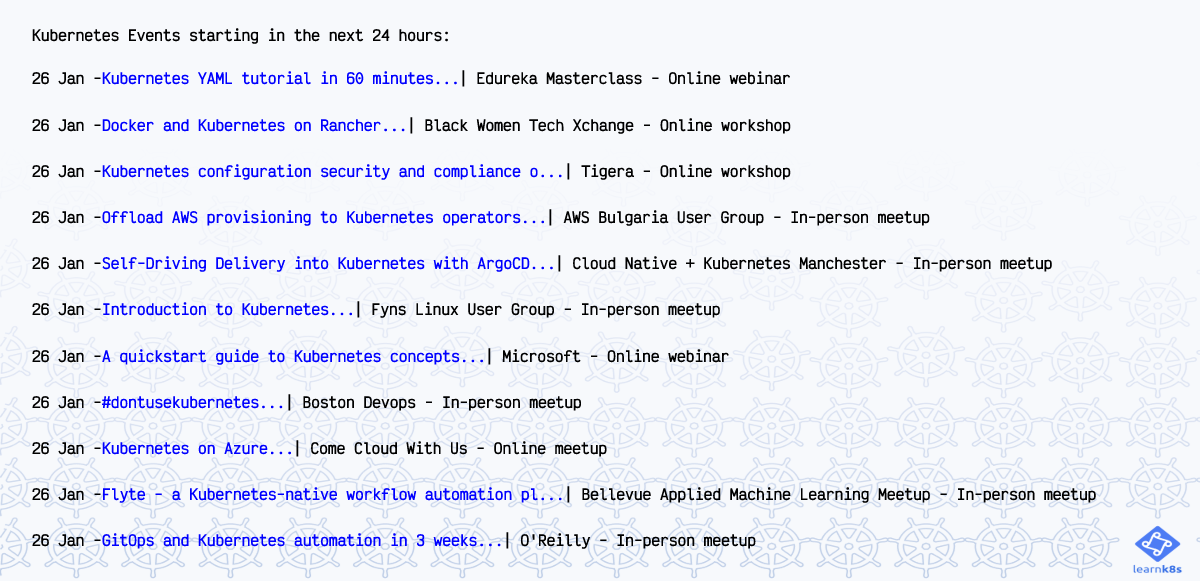 Kubernetes Events starting in the next 24 hours:
26 Jan -Kubernetes YAML tutorial in 60 minutes...| Edureka Masterclass - Online webinar
26 Jan -Docker and Kubernetes on Rancher...| Black Women Tech Xchange - Online workshop
26 Jan -Kubernetes configuration security and compliance o...| Tigera - Online workshop
26 Jan -Offload AWS provisioning to Kubernetes operators...| AWS Bulgaria User Group - In-person meetup
26 Jan -Self-Driving Delivery into Kubernetes with ArgoCD...| Cloud Native + Kubernetes Manchester - In-person meetup
26 Jan -Introduction to Kubernetes...| Fyns Linux User Group - In-person meetup
26 Jan -A quickstart guide to Kubernetes concepts...| Microsoft - Online webinar
26 Jan -#dontusekubernetes...| Boston Devops - In-person meetup
26 Jan -Kubernetes on Azure...| Come Cloud With Us - Online meetup
26 Jan -Flyte - a Kubernetes-native workflow automation pl...| Bellevue Applied Machine Learning Meetup - In-person meetup
26 Jan -GitOps and Kubernetes automation in 3 weeks...| O'Reilly - In-person meetup
learnk8s